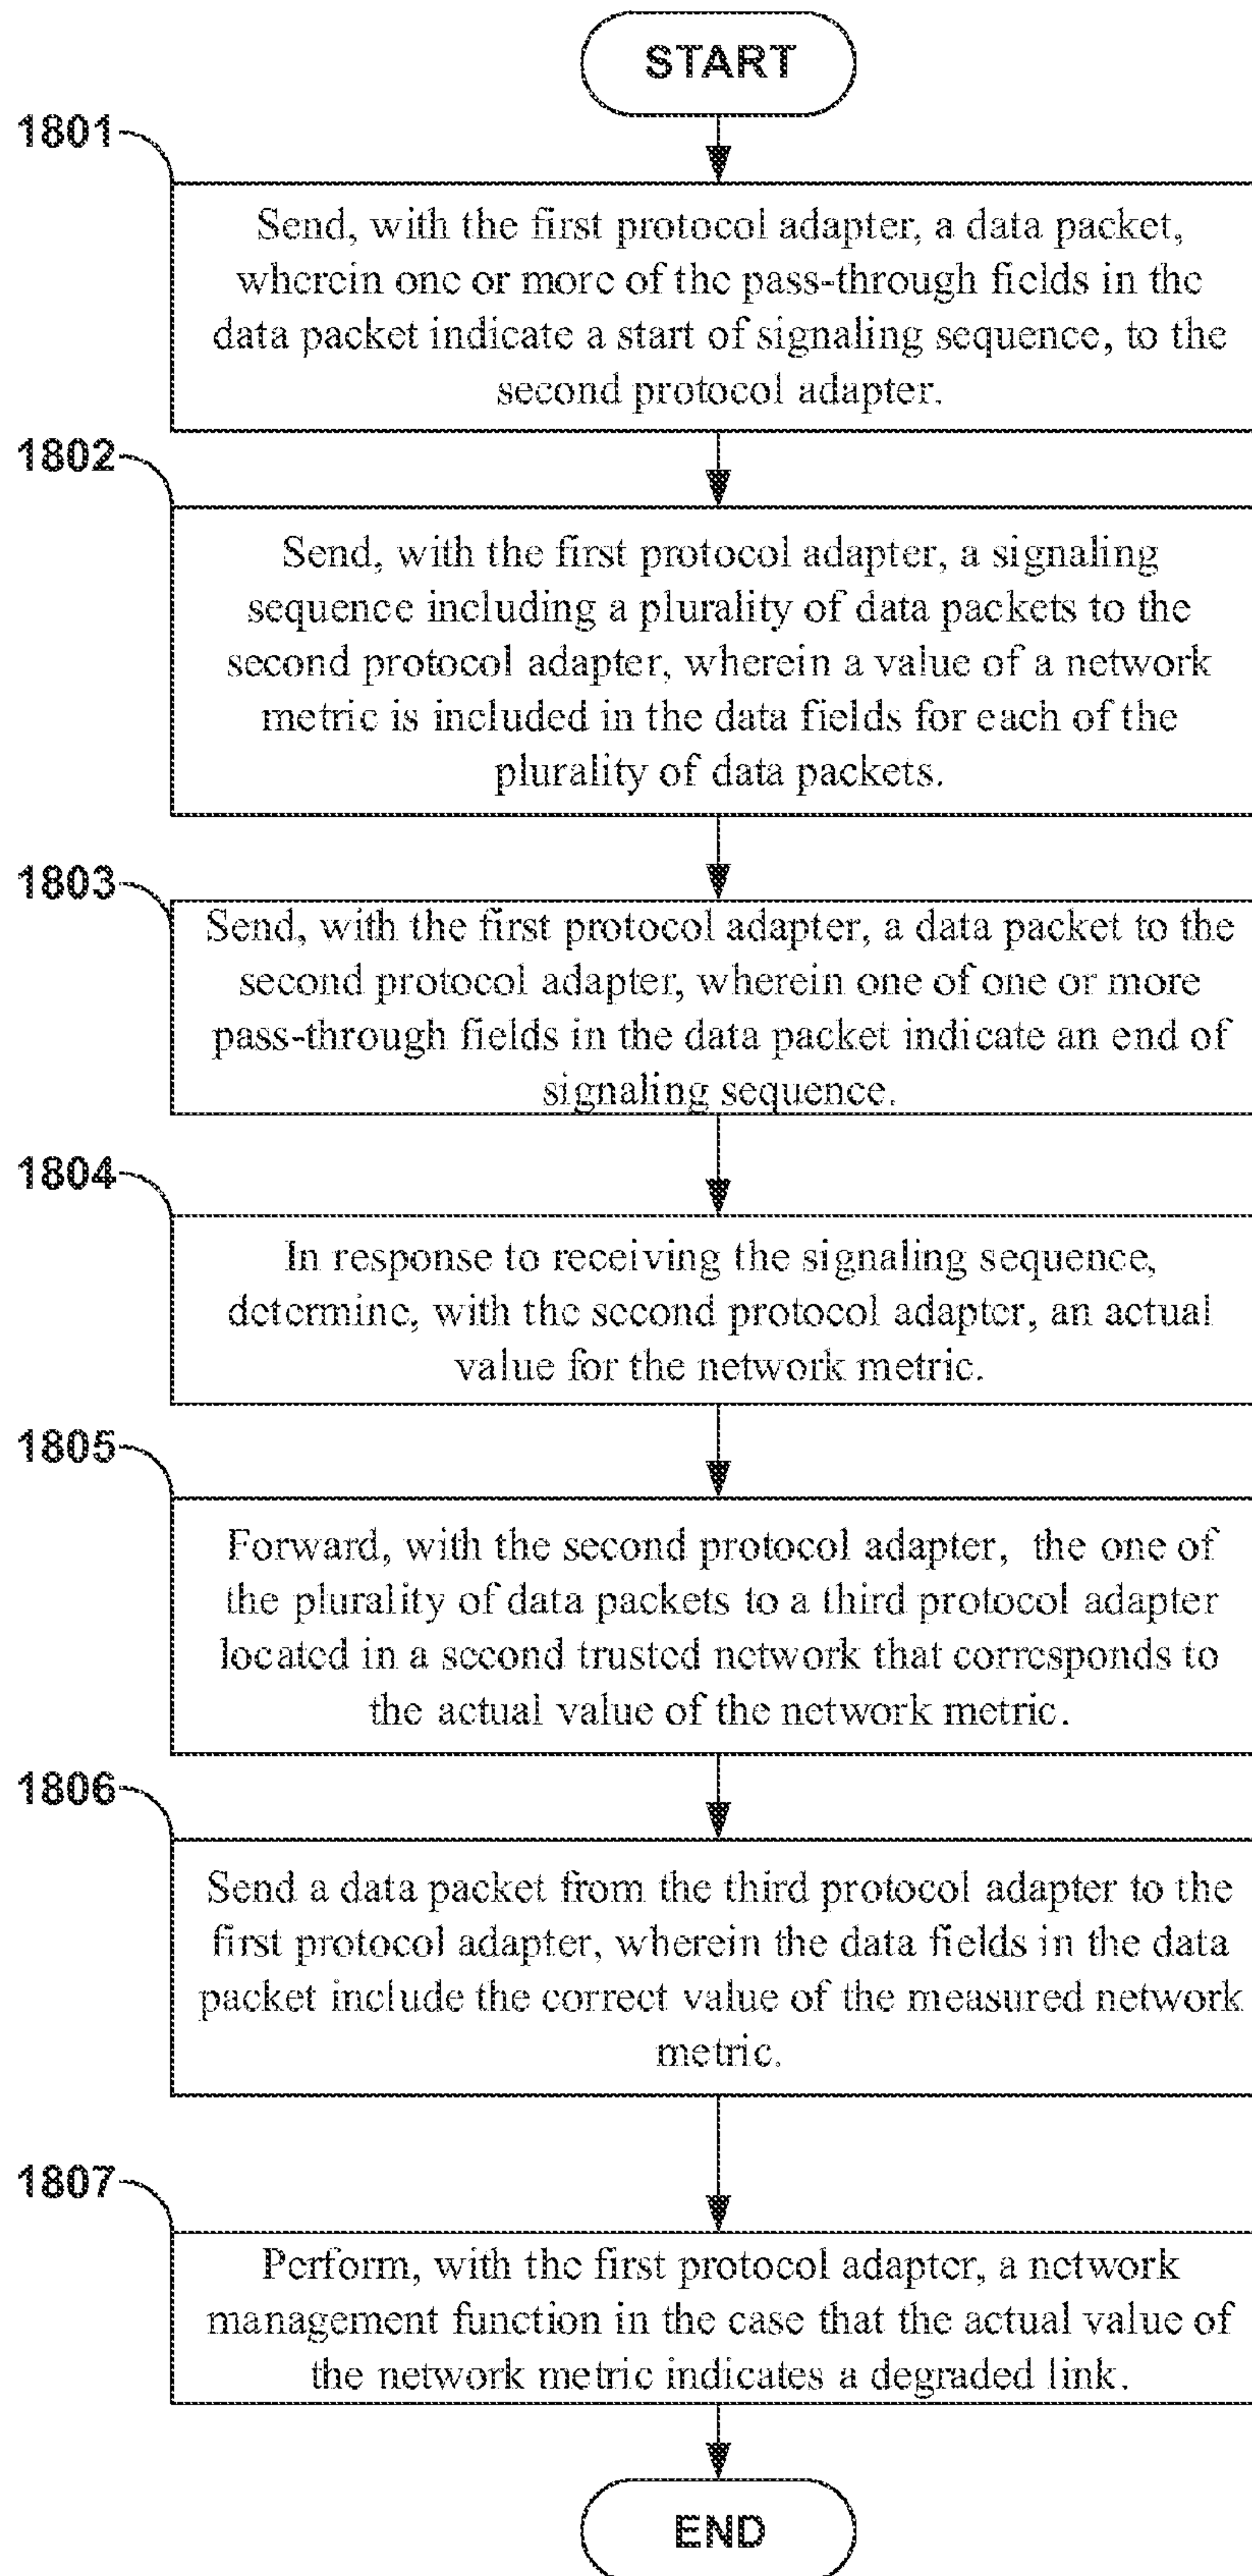 START
1801
Send, with the first protocol adapter, a data packet,
wherein one or more of the pass-through fields in the
data packet indicate a start of signaling sequence, to the
second protocol adapter.
1802
Send, with the first protocol adapter, a signaling
sequence including a plurality of data packets to the
second protocol adapter, wherein a value of a network
metric is included in the data fields for each of the
plurality of data packets.
1803
Send, with the first protocol adapter, a data packet to the
second protocol adapter, wherein one of one or more
pass-through fields in the data packet indicate an end of
signaling sequence.
1804
In response to receiving the signaling sequence,
determine, with the second protocol adapter, an actual
value for the network metric.
1805
Forward, with the second protocol adapter, the one of
the plurality of data packets to a third protocol adapter
located in a second trusted network that corresponds to
the actual value of the network metric.
1806
Send a data packet from the third protocol adapter to the
first protocol adapter, wherein the data fields in the data
packet include the correct value of the measured network
metric.
1807
Perform, with the first protocol adapter, a network
management function in the case that the actual value of
the network metric indicates a degraded link.
END